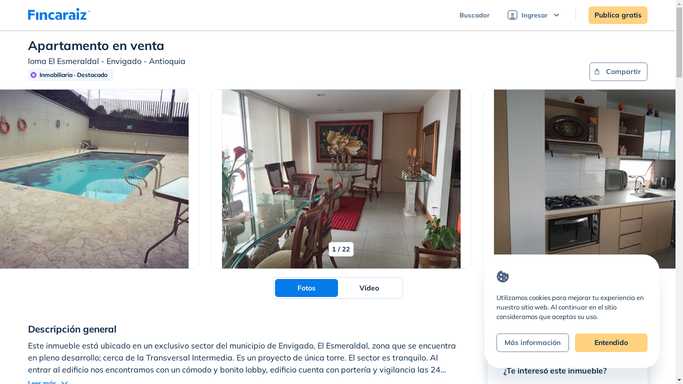 Fincaraiz
Buscador
Ingresar
Publica gratis
Apartamento en venta
loma El Esmeraldal - Envigado - Antioquia
Inmobiliaria · Destacado
Compartir
1 / 22
Fotos
Video
Descripción general
Este inmueble está ubicado en un exclusivo sector del municipio de Envigado, El Esmeraldal, zona que se encuentra
en pleno desarrollo; cerca de la Transversal Intermedia. Es un proyecto de única torre. El sector es tranquilo. Al
entrar al edificio nos encontramos con un cómodo y bonito lobby, edificio cuenta con portería y vigilancia las 24...
Leer más
Utilizamos cookies para mejorar tu experiencia en
nuestro sitio web. Al continuar en el sitio
consideramos que aceptas su uso.
Más información
Entendido
¿Te interesó este inmueble?